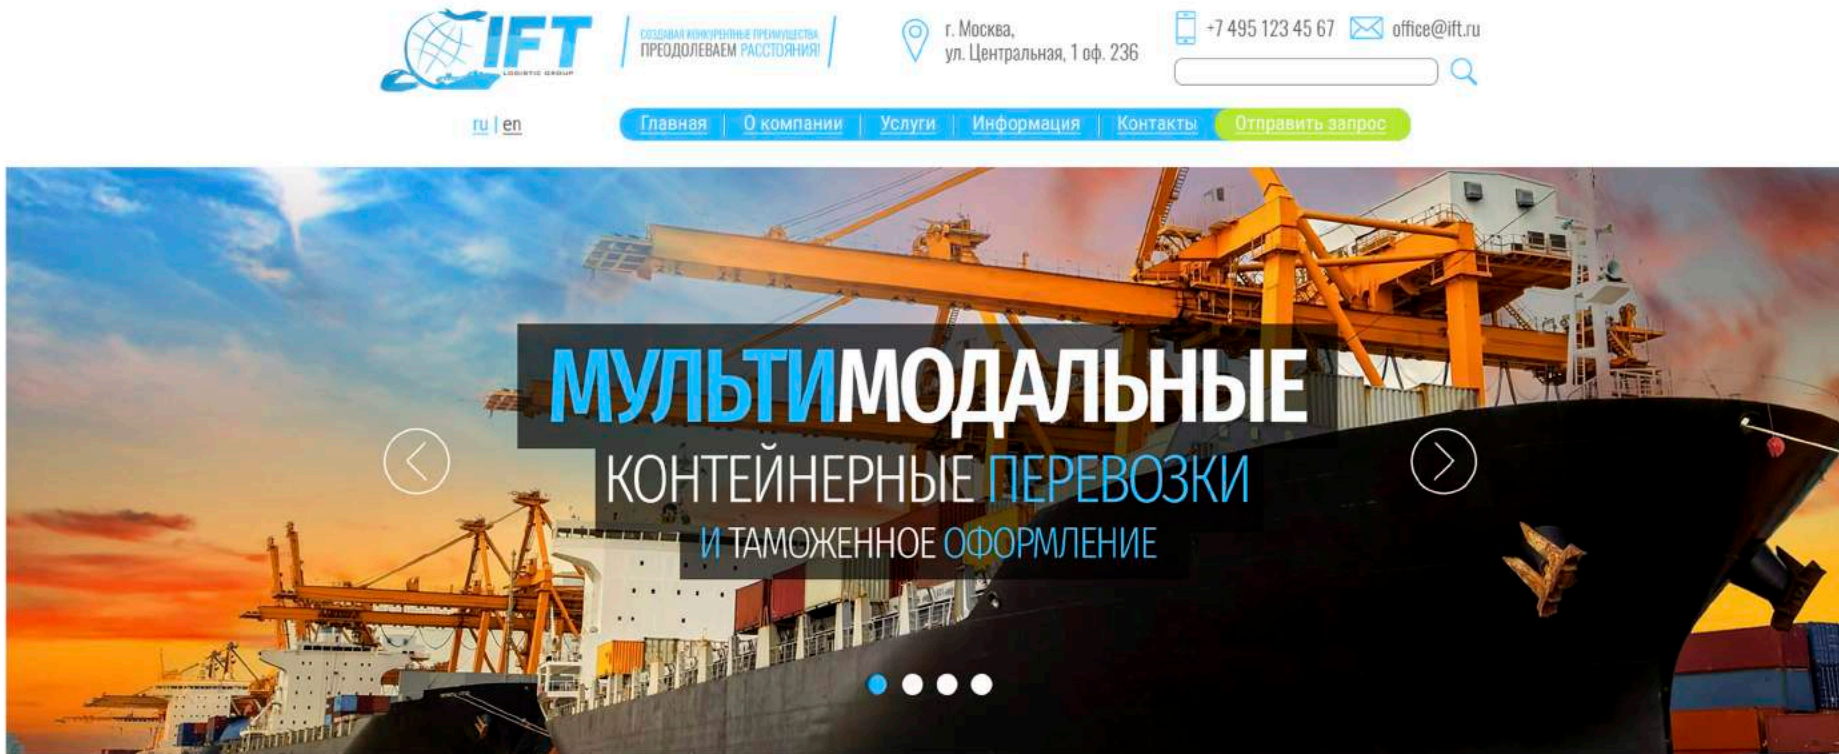 IFT
LOGISTIC GROUP
СОЗДАВАЯ КОНКУРЕНТНЫЕ ПРЕИМУЩЕСТВА
ПРЕОДОЛЕВАЕМ РАССТОЯНИЯ!
г. Москва,
ул. Центральная, 1 оф. 236
+7 495 123 45 67 office@ift.ru
ru | en
Главная | О компании | Услуги | Информация | Контакты Отправить запрос
МУЛЬТИМОДАЛЬНЫЕ
КОНТЕЙНЕРНЫЕ ПЕРЕВОЗКИ
И ТАМОЖЕННОЕ ОФОРМЛЕНИЕ